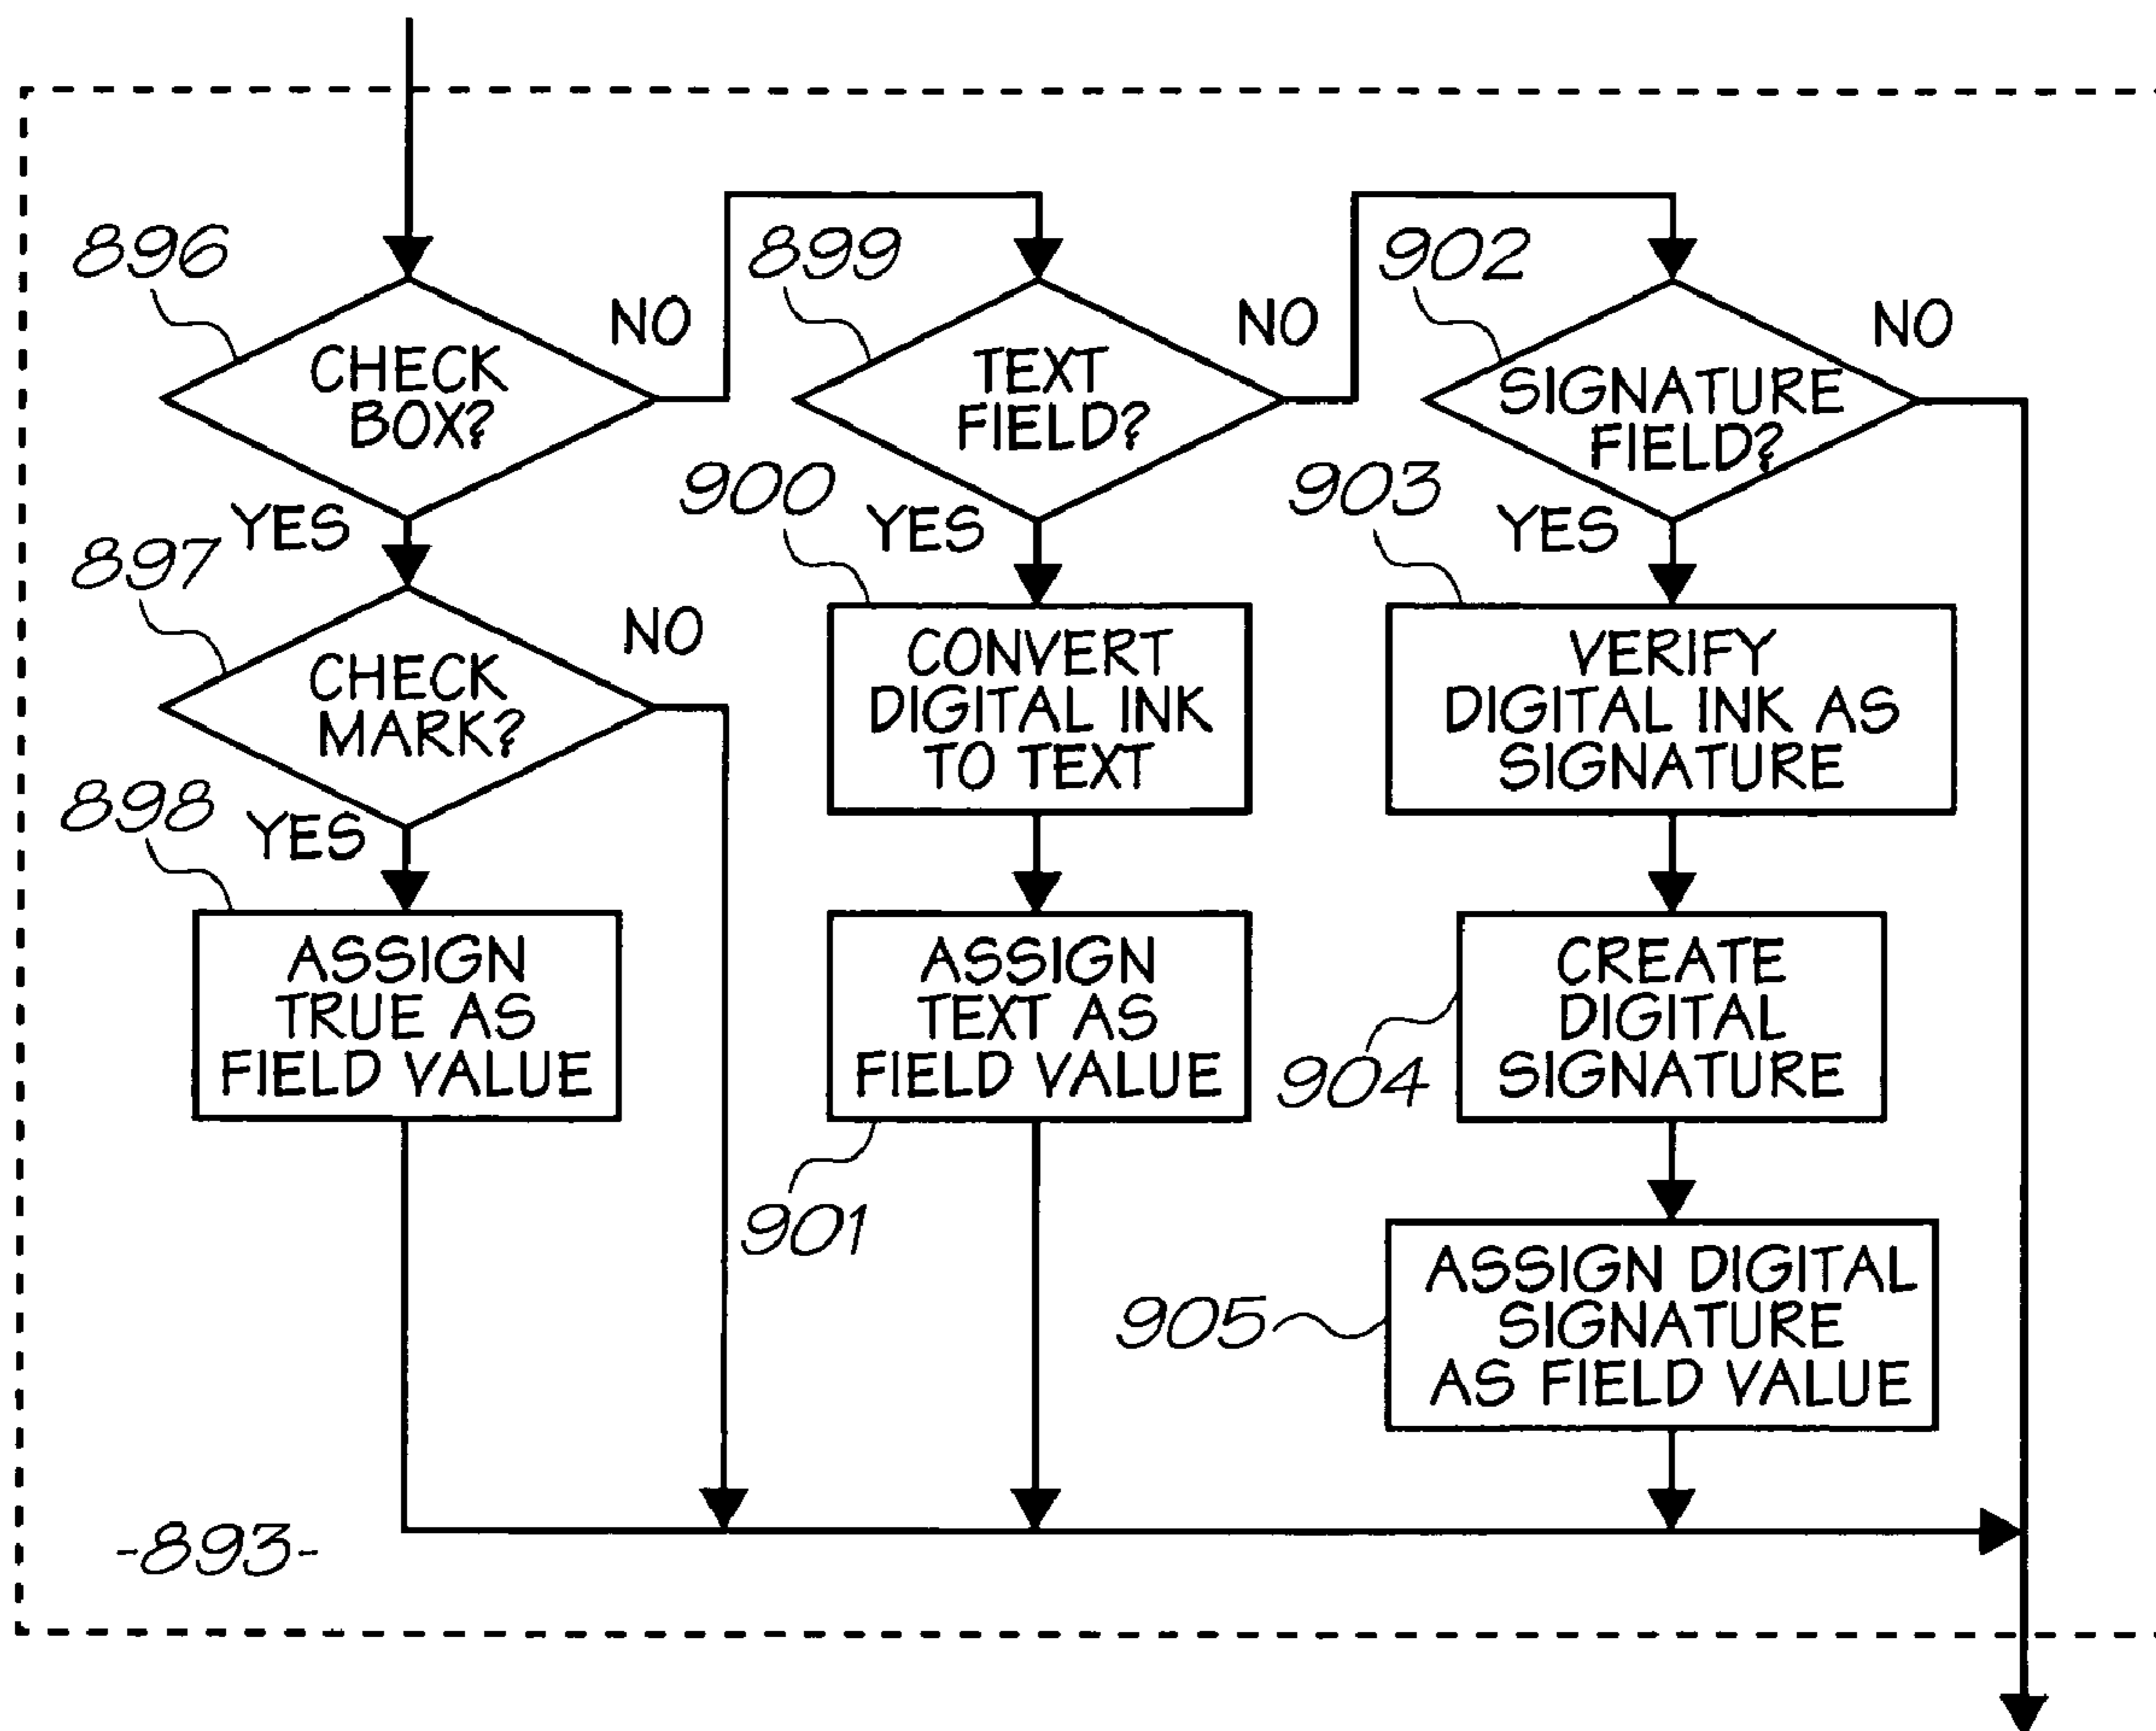 896
CHECK
BOX?
NO
YES
897
CHECK
MARK?
NO
YES
898
ASSIGN
TRUE AS
FIELD VALUE
899
TEXT
FIELD?
NO
YES
900
CONVERT
DIGITAL INK
TO TEXT
ASSIGN
TEXT AS
FIELD VALUE
901
902
SIGNATURE
FIELD?
NO
YES
903
VERIFY
DIGITAL INK AS
SIGNATURE
CREATE
DIGITAL
SIGNATURE
904
ASSIGN DIGITAL
SIGNATURE
AS FIELD VALUE
905
-893-